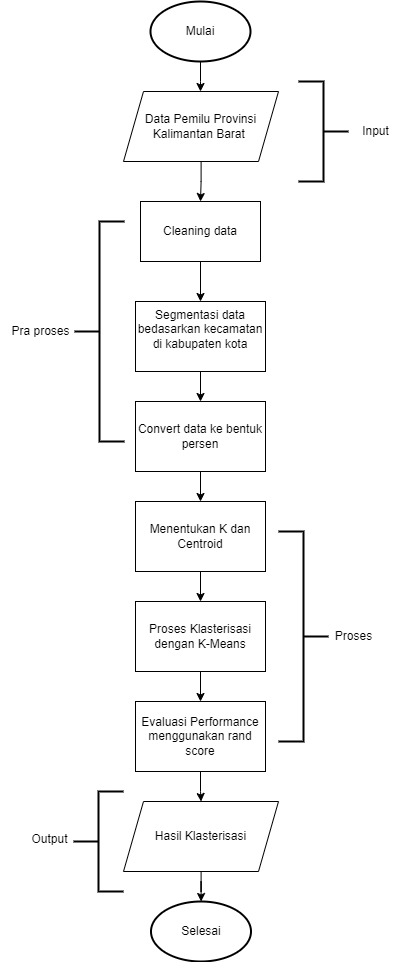 Mulai
Data Pemilu Provinsi
Kalimantan Barat
Input
Cleaning data
Segmentasi data
bedasarkan kecamatan
di kabupaten kota
Pra proses
Convert data ke bentuk
persen
Menentukan K dan
Centroid
Proses Klasterisasi
dengan K-Means
Proses
Evaluasi Performance
menggunakan rand
score
Hasil Klasterisasi
Output
Selesai